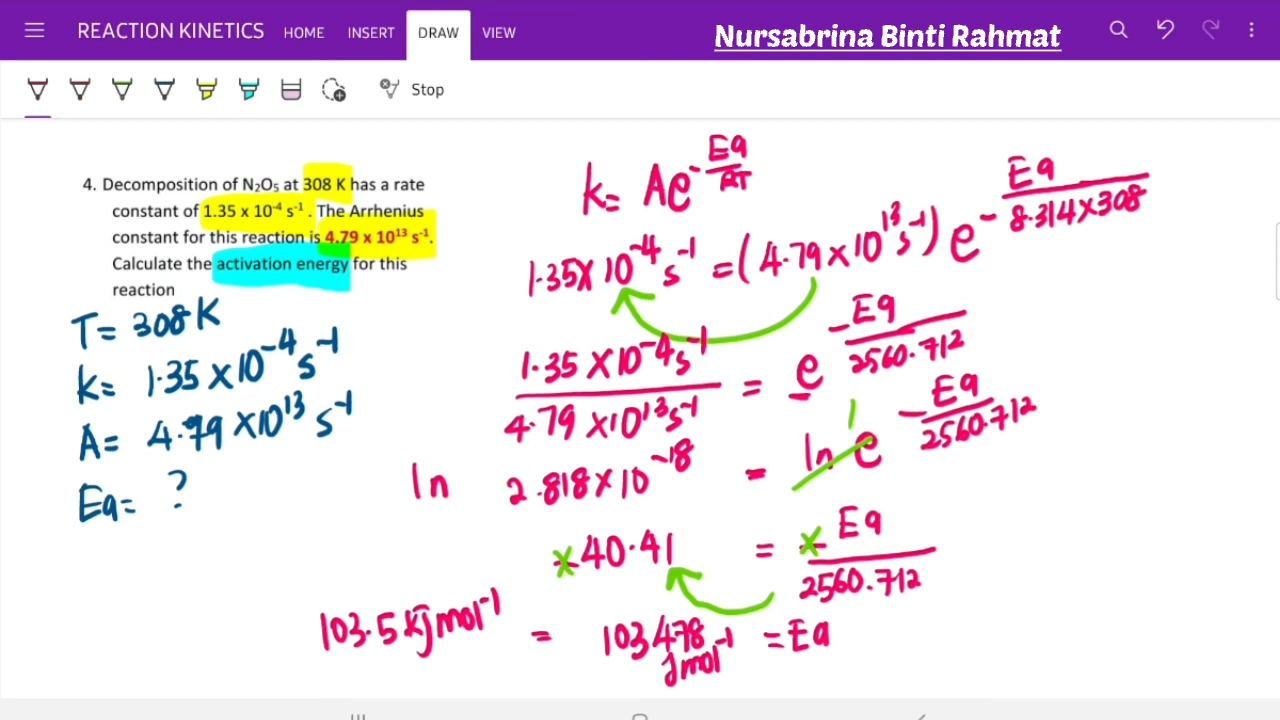 REACTION KINETICS HOME INSERT DRAW VIEW
Nursabrina Binti Rahmat
Stop
4. Decomposition of N₂O₅ at 308 K has a rate
constant of 1.35 x 10⁻⁴ s⁻¹ . The Arrhenius
constant for this reaction is 4.79 x 10¹³ s⁻¹.
Calculate the activation energy for this
reaction
T = 308 K
k = 1.35 × 10⁻⁴ s⁻¹
A = 4.79 × 10¹³ s⁻¹
Ea = ?
k = Ae^(-Ea/RT)
1.35 × 10⁻⁴ s⁻¹ = (4.79 × 10¹³ s⁻¹) e^(-Ea/8.314×308)
1.35 × 10⁻⁴ s⁻¹ / 4.79 × 10¹³ s⁻¹ = e^(-Ea/2560.712)
ln 2.818 × 10⁻¹⁸ = ln e^(-Ea/2560.712) 1
-40.41 = -Ea/2560.712
103.5 kJ mol⁻¹ = 103478 J mol⁻¹ = Ea